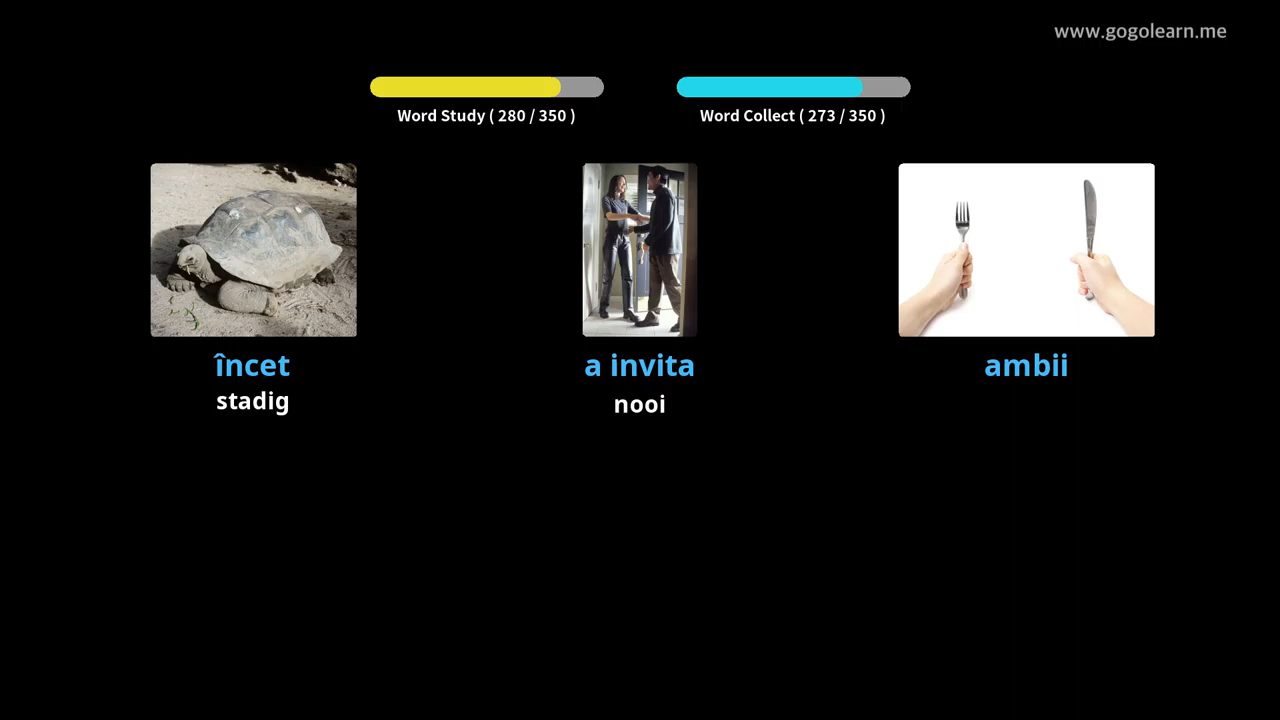 www.gogolearn.me
Word Study ( 280 / 350 )
Word Collect ( 273 / 350 )
încet
stadig
a invita
nooi
ambii